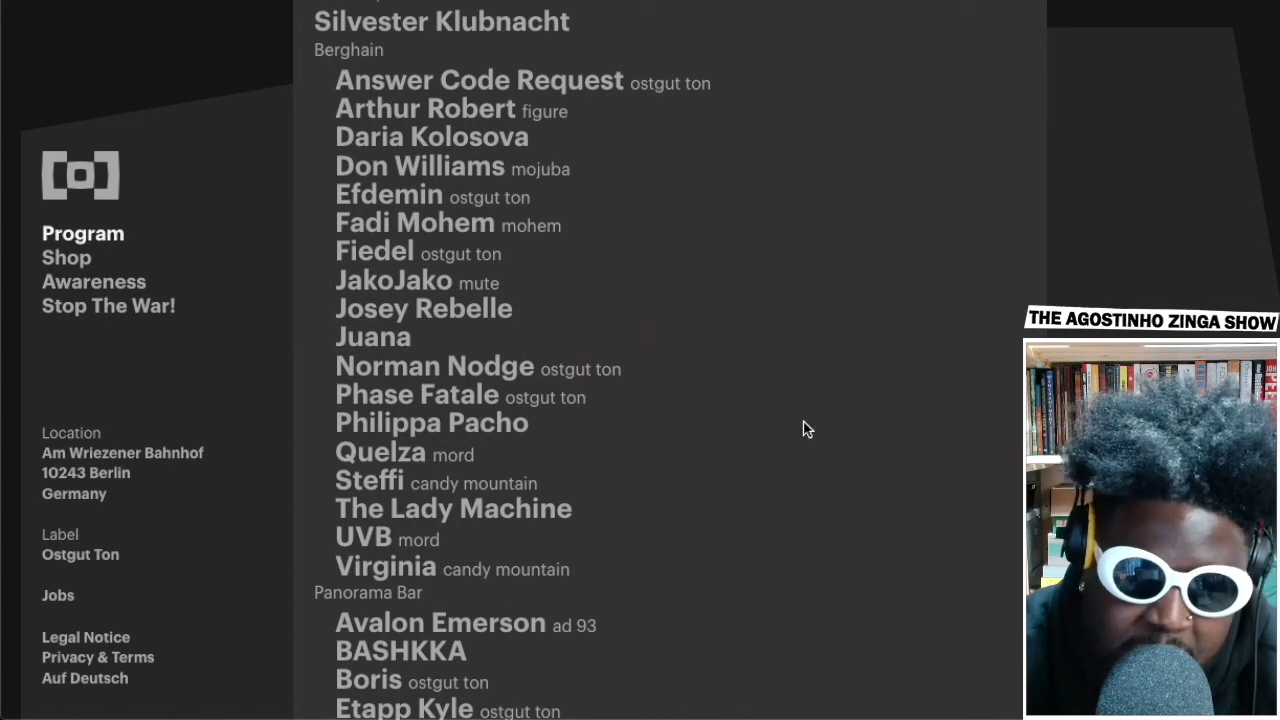 Silvester Klubnacht
Berghain
Answer Code Request ostgut ton
Arthur Robert figure
Daria Kolosova
Don Williams mojuba
Efdemin ostgut ton
Fadi Mohem mohem
Fiedel ostgut ton
JakoJako mute
Josey Rebelle
Juana
Norman Nodge ostgut ton
Phase Fatale ostgut ton
Philippa Pacho
Quelza mord
Steffi candy mountain
The Lady Machine
UVB mord
Virginia candy mountain
Panorama Bar
Avalon Emerson ad 93
BASHKKA
Boris ostgut ton
Etapp Kyle ostgut ton
Program
Shop
Awareness
Stop The War!
Location
Am Wriezener Bahnhof
10243 Berlin
Germany
Label
Ostgut Ton
Jobs
Legal Notice
Privacy & Terms
Auf Deutsch
THE AGOSTINHO ZINGA SHOW